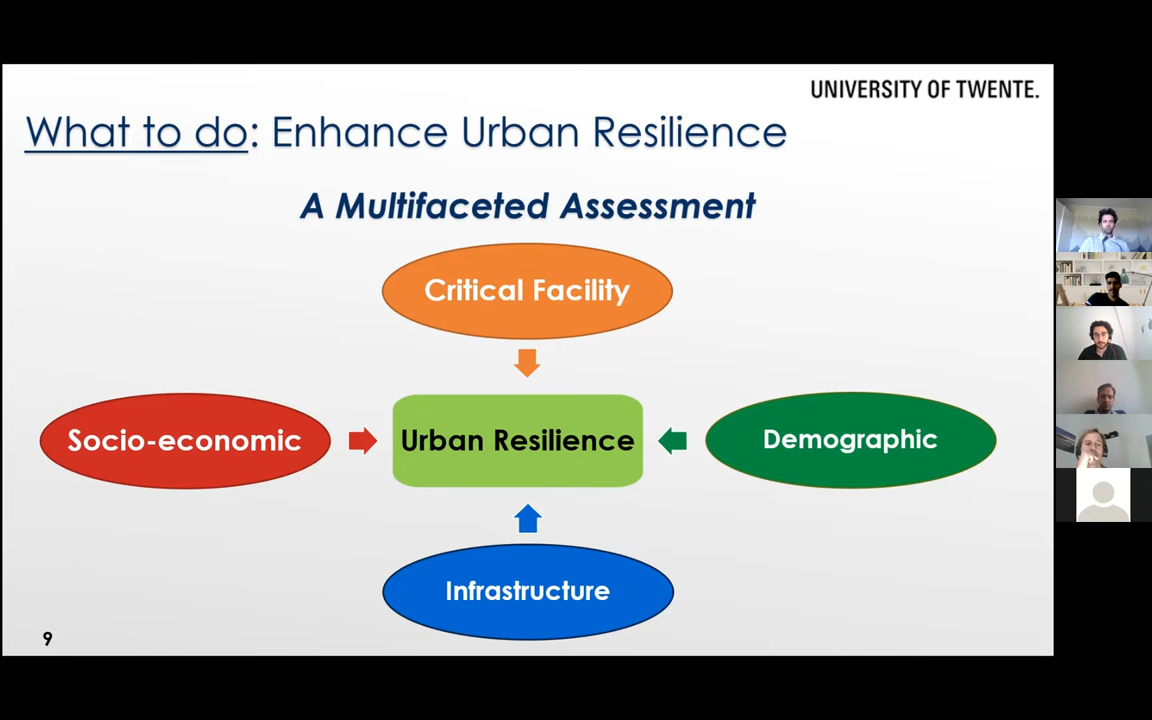 UNIVERSITY OF TWENTE.
What to do: Enhance Urban Resilience
A Multifaceted Assessment
Critical Facility
Socio-economic
Urban Resilience
Demographic
Infrastructure
9